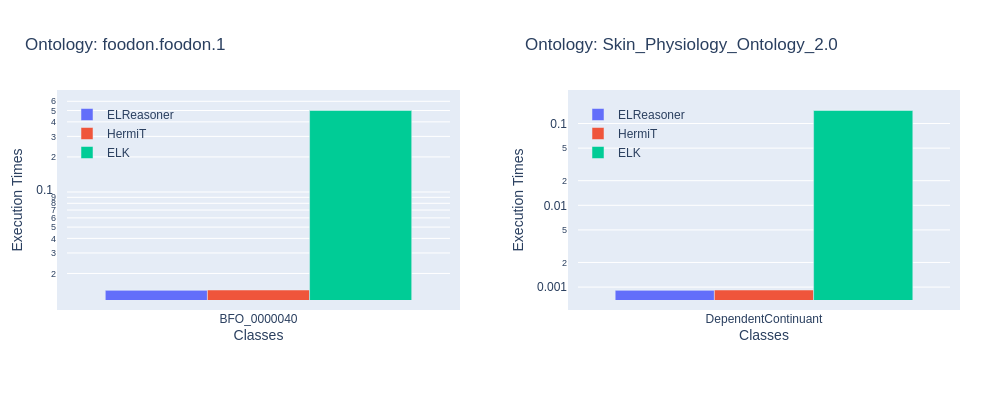 Ontology: foodon.foodon.1
6
5
4
3
2
0.1
9
8
7
6
5
4
3
2
Execution Times
ELReasoner
HermiT
ELK
BFO_0000040
Classes
Ontology: Skin_Physiology_Ontology_2.0
0.1
5
2
0.01
5
2
0.001
Execution Times
ELReasoner
HermiT
ELK
DependentContinuant
Classes